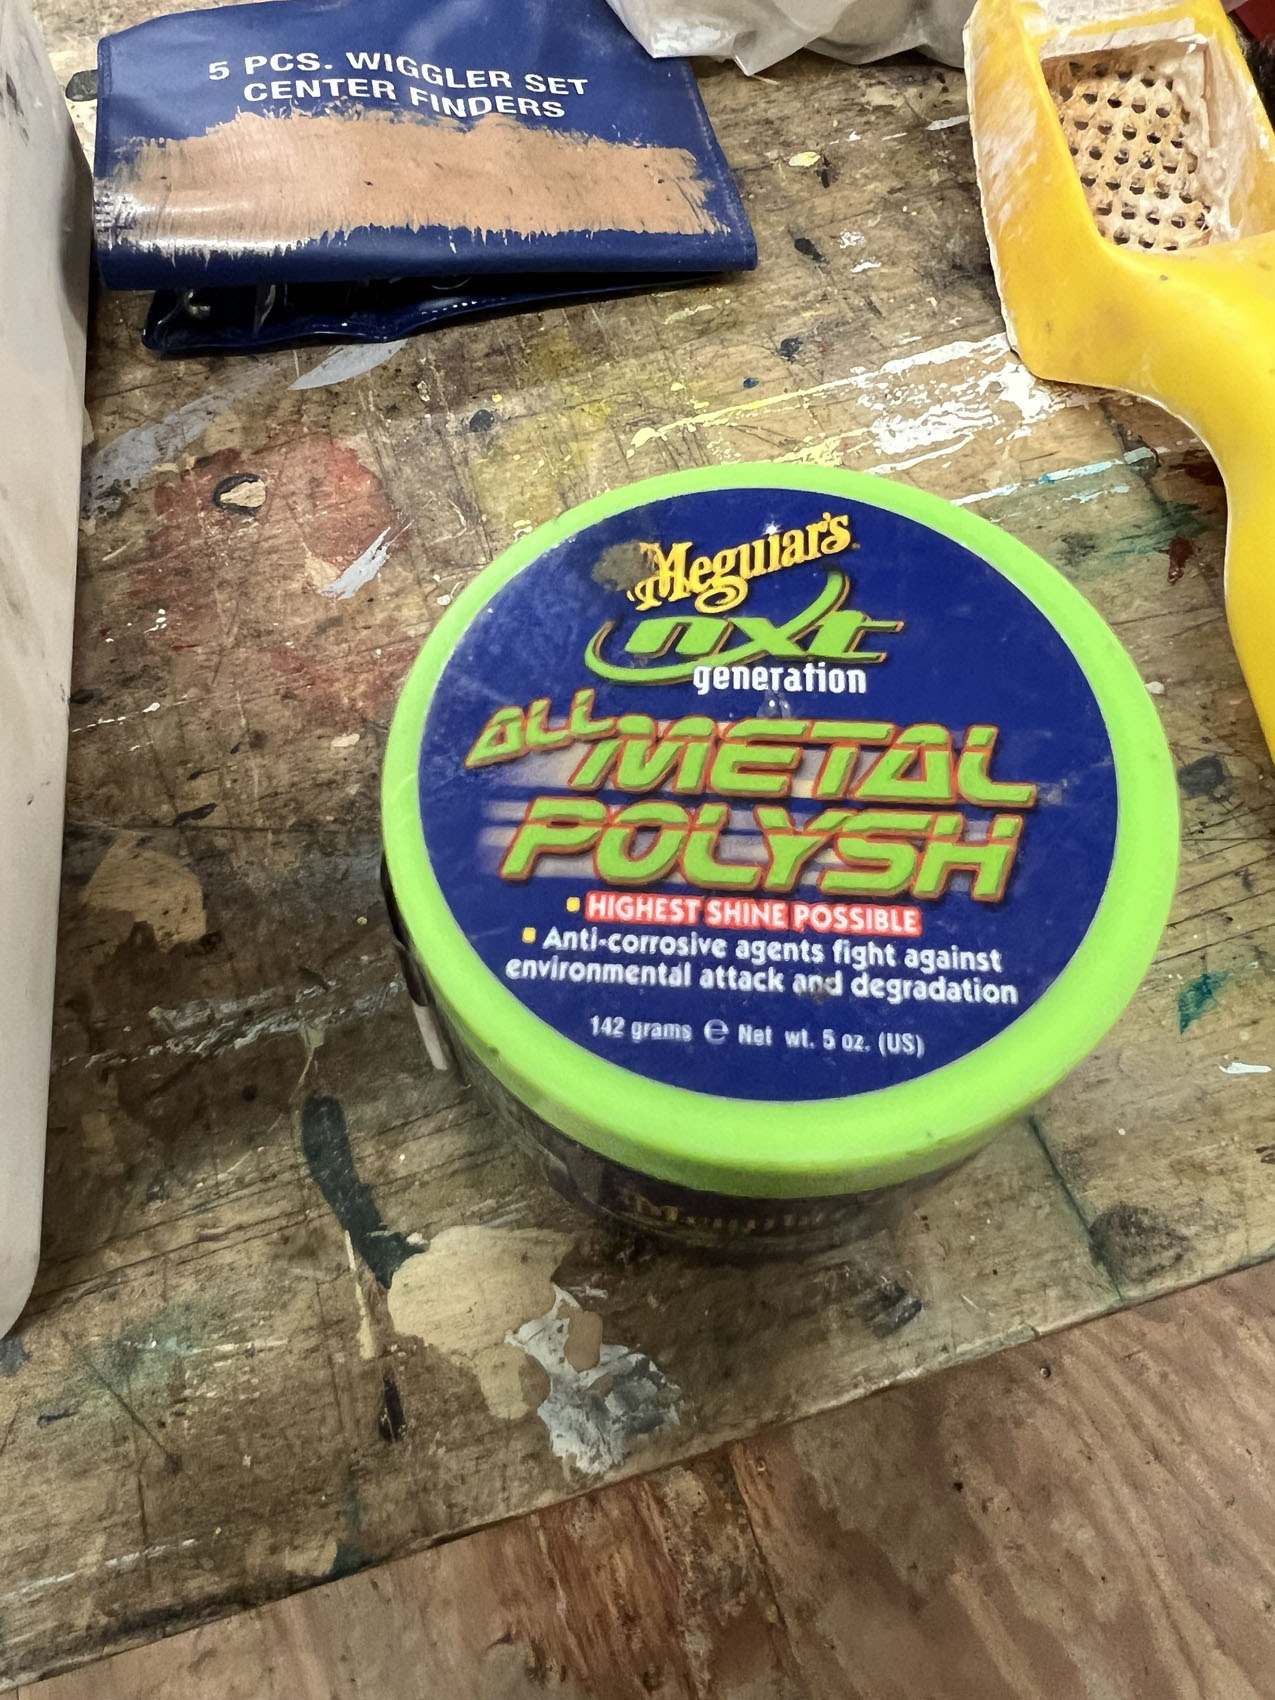 5 PCS. WIGGLER SET
CENTER FINDERS
Meguiar's
nxt
generation
ALL METAL
POLYSH
HIGHEST SHINE POSSIBLE
Anti-corrosive agents fight against
environmental attack and degradation
142 grams ℮ Net wt. 5 oz. (US)
Meguiar's